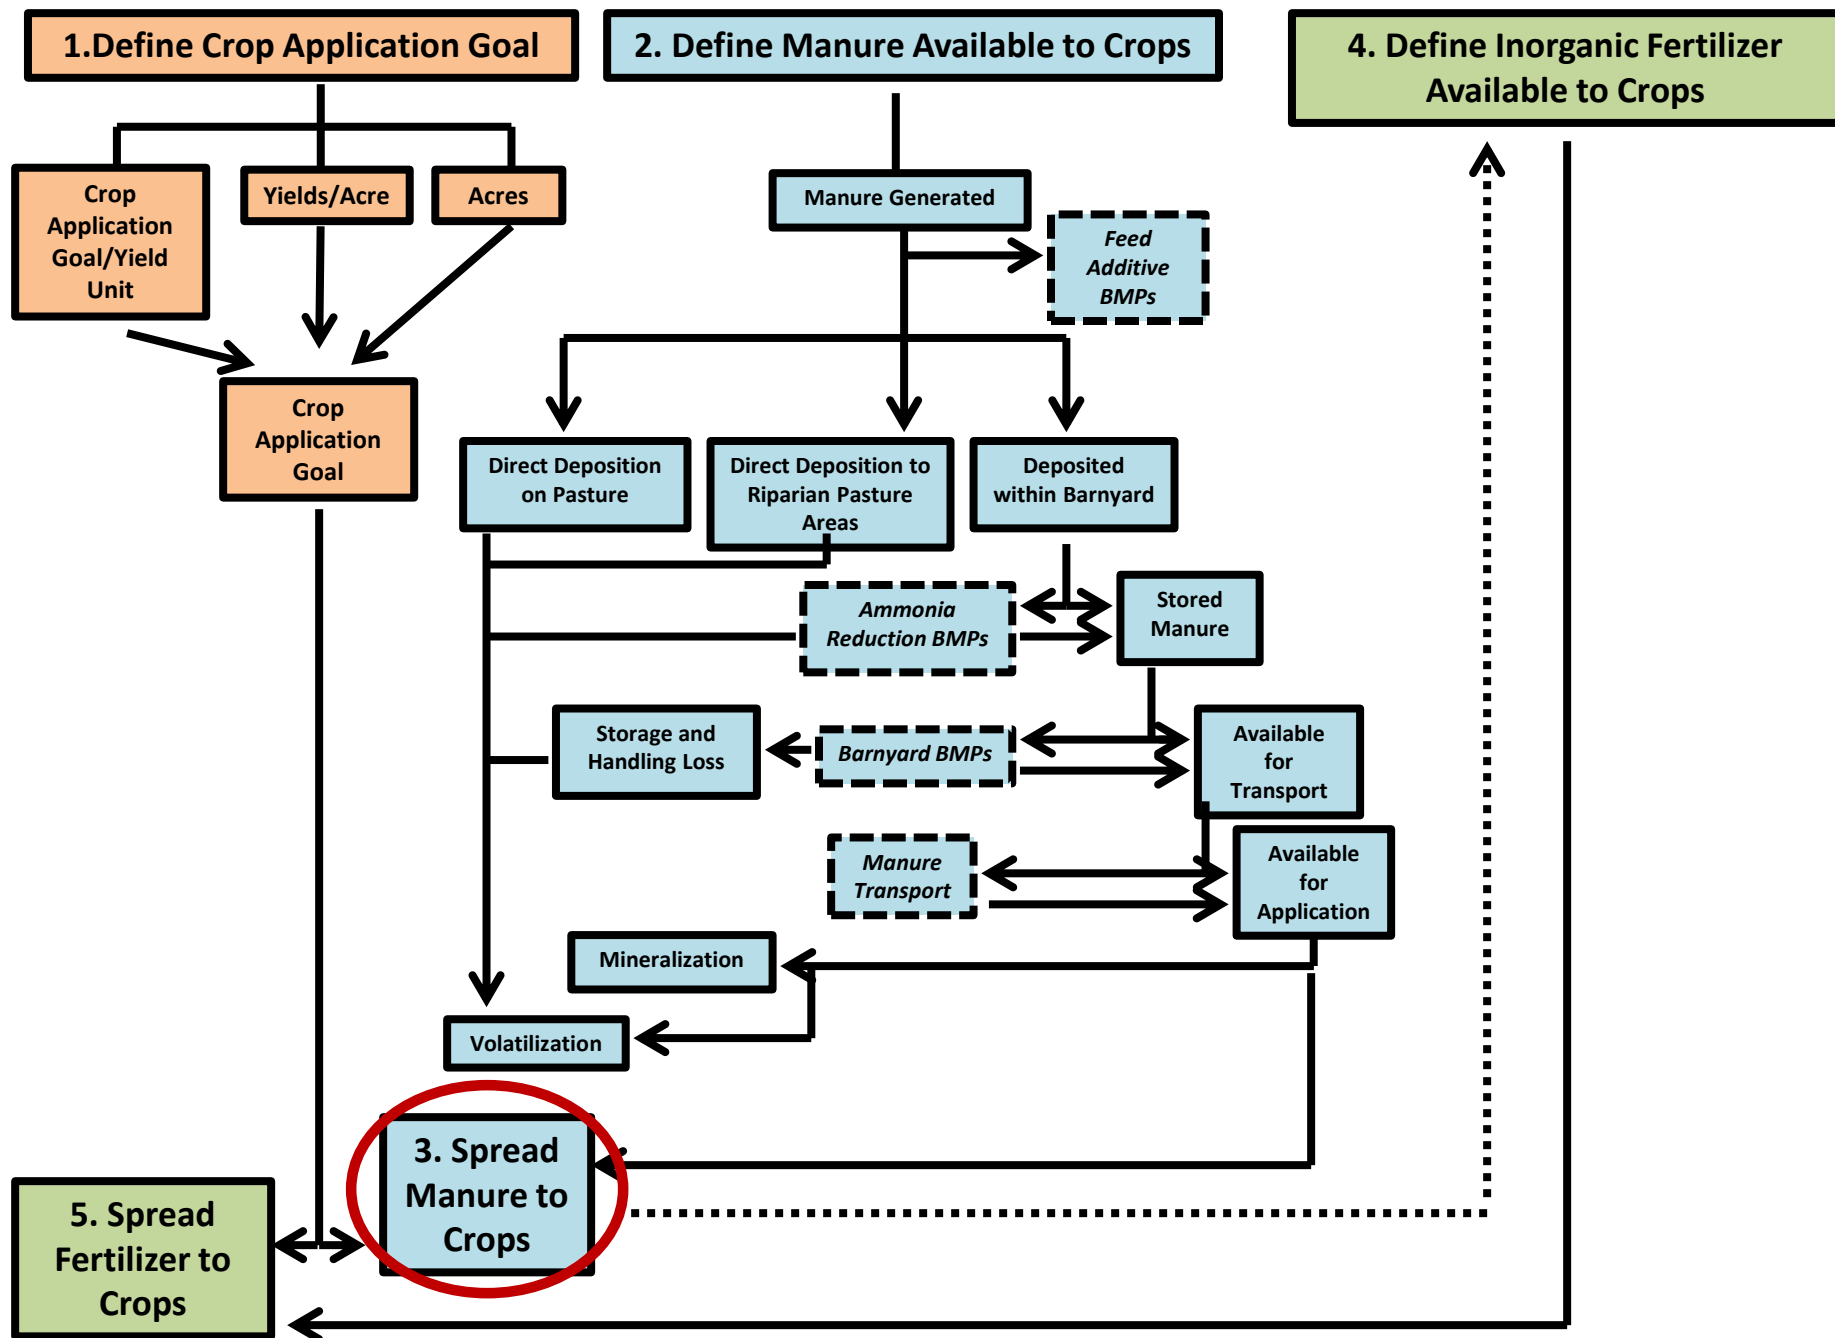 1.Define Crop Application Goal
2. Define Manure Available to Crops
4. Define Inorganic Fertilizer
Available to Crops
Crop
Application
Goal/Yield
Unit
Yields/Acre
Acres
Crop
Application
Goal
Manure Generated
Feed
Additive
BMPs
Direct Deposition
on Pasture
Direct Deposition to
Riparian Pasture
Areas
Deposited
within Barnyard
Ammonia
Reduction BMPs
Stored
Manure
Storage and
Handling Loss
Barnyard BMPs
Available
for
Transport
Manure
Transport
Available
for
Application
Mineralization
Volatilization
3. Spread
Manure to
Crops
5. Spread
Fertilizer to
Crops